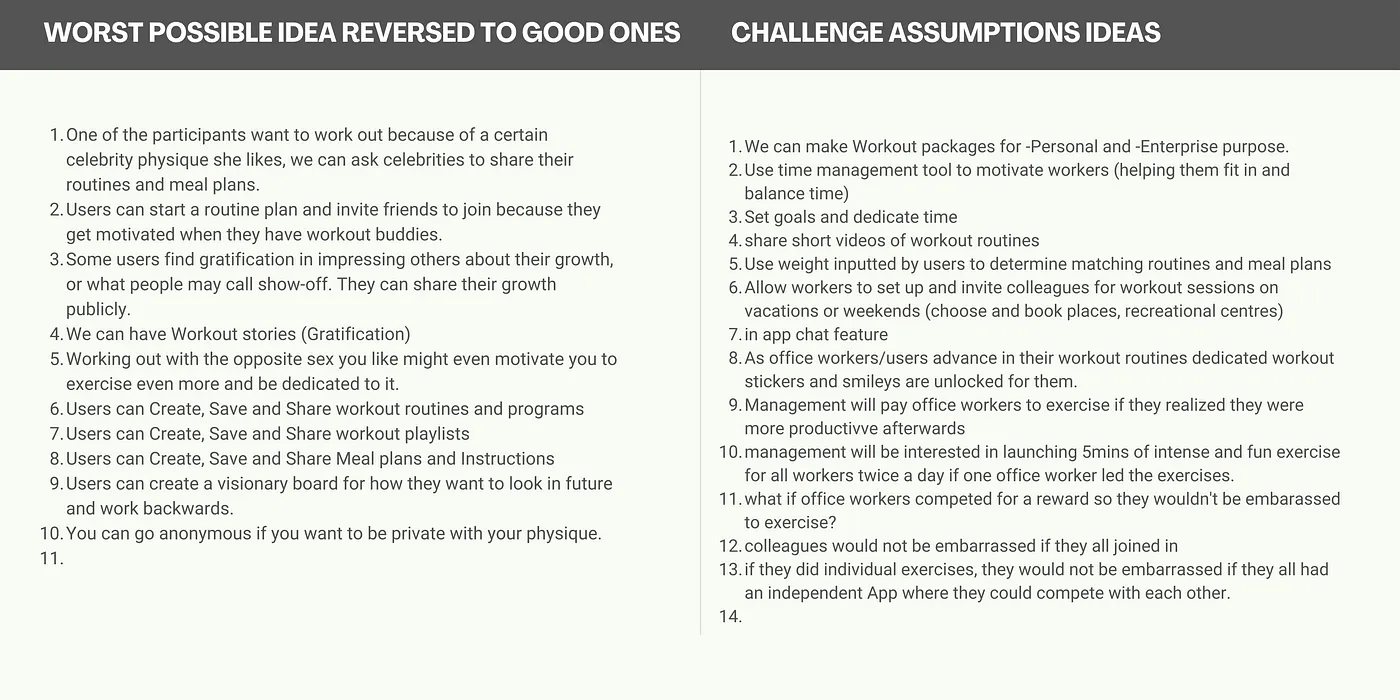 WORST POSSIBLE IDEA REVERSED TO GOOD ONES
1. One of the participants want to work out because of a certain
celebrity physique she likes, we can ask celebrities to share their
routines and meal plans.
2. Users can start a routine plan and invite friends to join because they
get motivated when they have workout buddies.
3. Some users find gratification in impressing others about their growth,
or what people may call show-off. They can share their growth
publicly.
4. We can have Workout stories (Gratification)
5. Working out with the opposite sex you like might even motivate you to
exercise even more and be dedicated to it.
6. Users can Create, Save and Share workout routines and programs
7. Users can Create, Save and Share workout playlists
8. Users can Create, Save and Share Meal plans and Instructions
9. Users can create a visionary board for how they want to look in future
and work backwards.
10. You can go anonymous if you want to be private with your physique.
11.
CHALLENGE ASSUMPTIONS IDEAS
1. We can make Workout packages for -Personal and -Enterprise purpose.
2. Use time management tool to motivate workers (helping them fit in and
balance time)
3. Set goals and dedicate time
4. share short videos of workout routines
5. Use weight inputted by users to determine matching routines and meal plans
6. Allow workers to set up and invite colleagues for workout sessions on
vacations or weekends (choose and book places, recreational centres)
7. in app chat feature
8. As office workers/users advance in their workout routines dedicated workout
stickers and smileys are unlocked for them.
9. Management will pay office workers to exercise if they realized they were
more productivve afterwards
10. management will be interested in launching 5mins of intense and fun exercise
for all workers twice a day if one office worker led the exercises.
11. what if office workers competed for a reward so they wouldn't be embarassed
to exercise?
12. colleagues would not be embarrassed if they all joined in
13. if they did individual exercises, they would not be embarrassed if they all had
an independent App where they could compete with each other.
14.